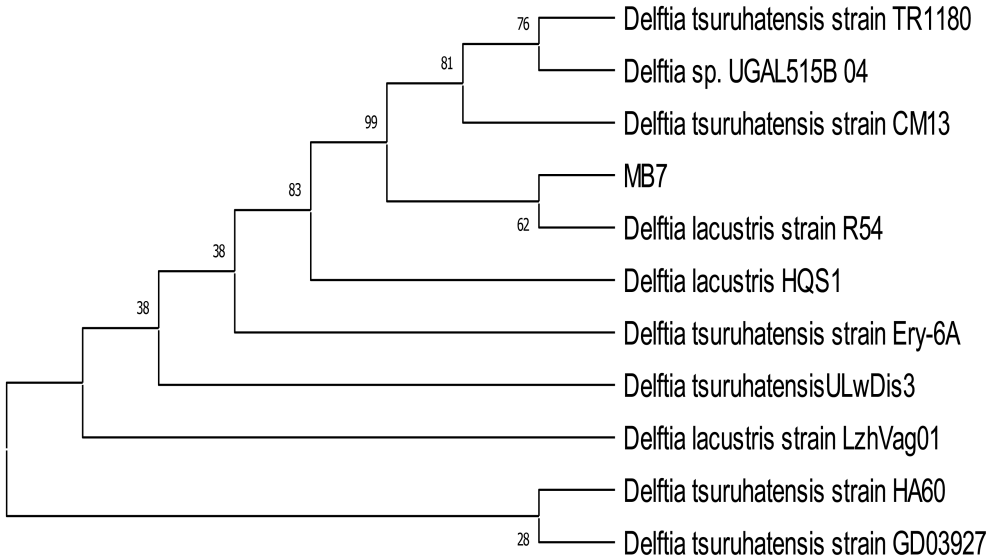 76
Delftia tsuruhatensis strain TR1180
81
Delftia sp. UGAL515B 04
99
Delftia tsuruhatensis strain CM13
83
MB7
62
Delftia lacustris strain R54
38
Delftia lacustris HQS1
38
Delftia tsuruhatensis strain Ery-6A
Delftia tsuruhatensisULwDis3
Delftia lacustris strain LzhVag01
Delftia tsuruhatensis strain HA60
28
Delftia tsuruhatensis strain GD03927